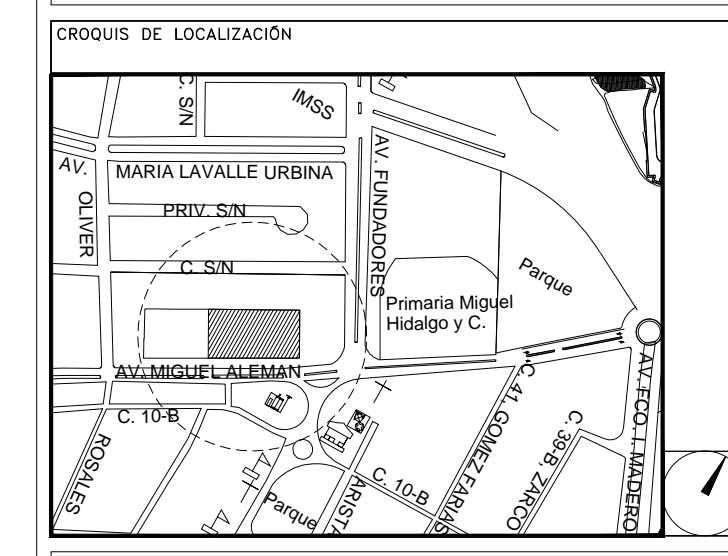 CROQUIS DE LOCALIZACIÓN
C. S/N
IMSS
AV.
OLIVER
MARIA LAVALLE URBINA
PRIV. S/N
AV. FUNDADORES
C. S/N
Parque
Primaria Miguel
Hidalgo y C.
AV. MIGUEL ALEMAN
C. 10-B
ROSALES
Parque
ARISTA
C. 10-B
C. 41, GOMEZ FARIAS
C. 39-B, ZARCO
AV. FCO. I. MADERO